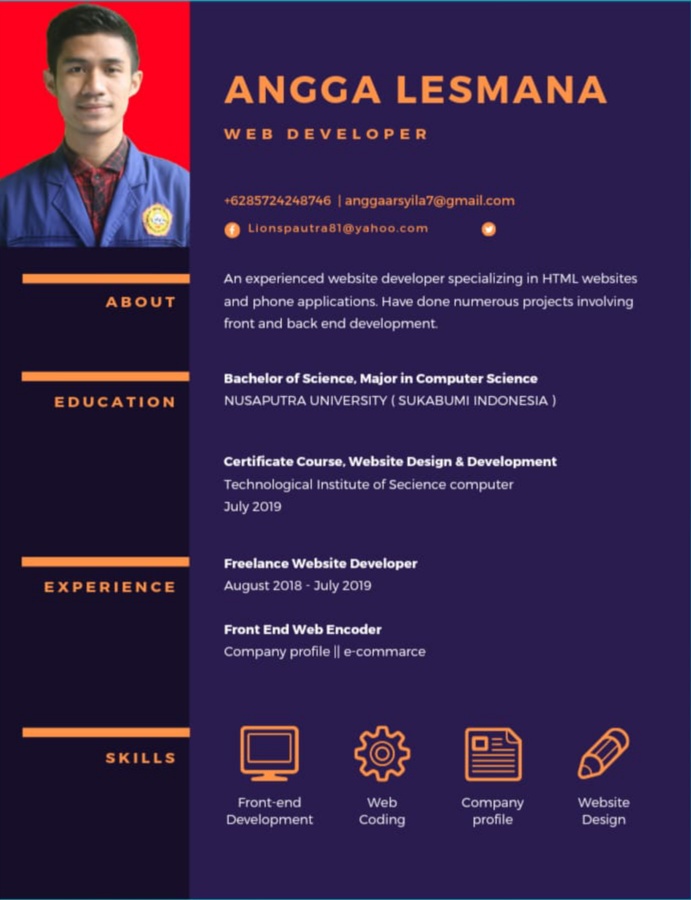 ANGGA LESMANA
WEB DEVELOPER
+6285724248746 | anggaarsyila7@gmail.com
Lionspautra81@yahoo.com
ABOUT
An experienced website developer specializing in HTML websites
and phone applications. Have done numerous projects involving
front and back end development.
EDUCATION
Bachelor of Science, Major in Computer Science
NUSAPUTRA UNIVERSITY ( SUKABUMI INDONESIA )
Certificate Course, Website Design & Development
Technological Institute of Secience computer
July 2019
EXPERIENCE
Freelance Website Developer
August 2018 - July 2019
Front End Web Encoder
Company profile || e-commarce
SKILLS
Front-end
Development
Web
Coding
Company
profile
Website
Design